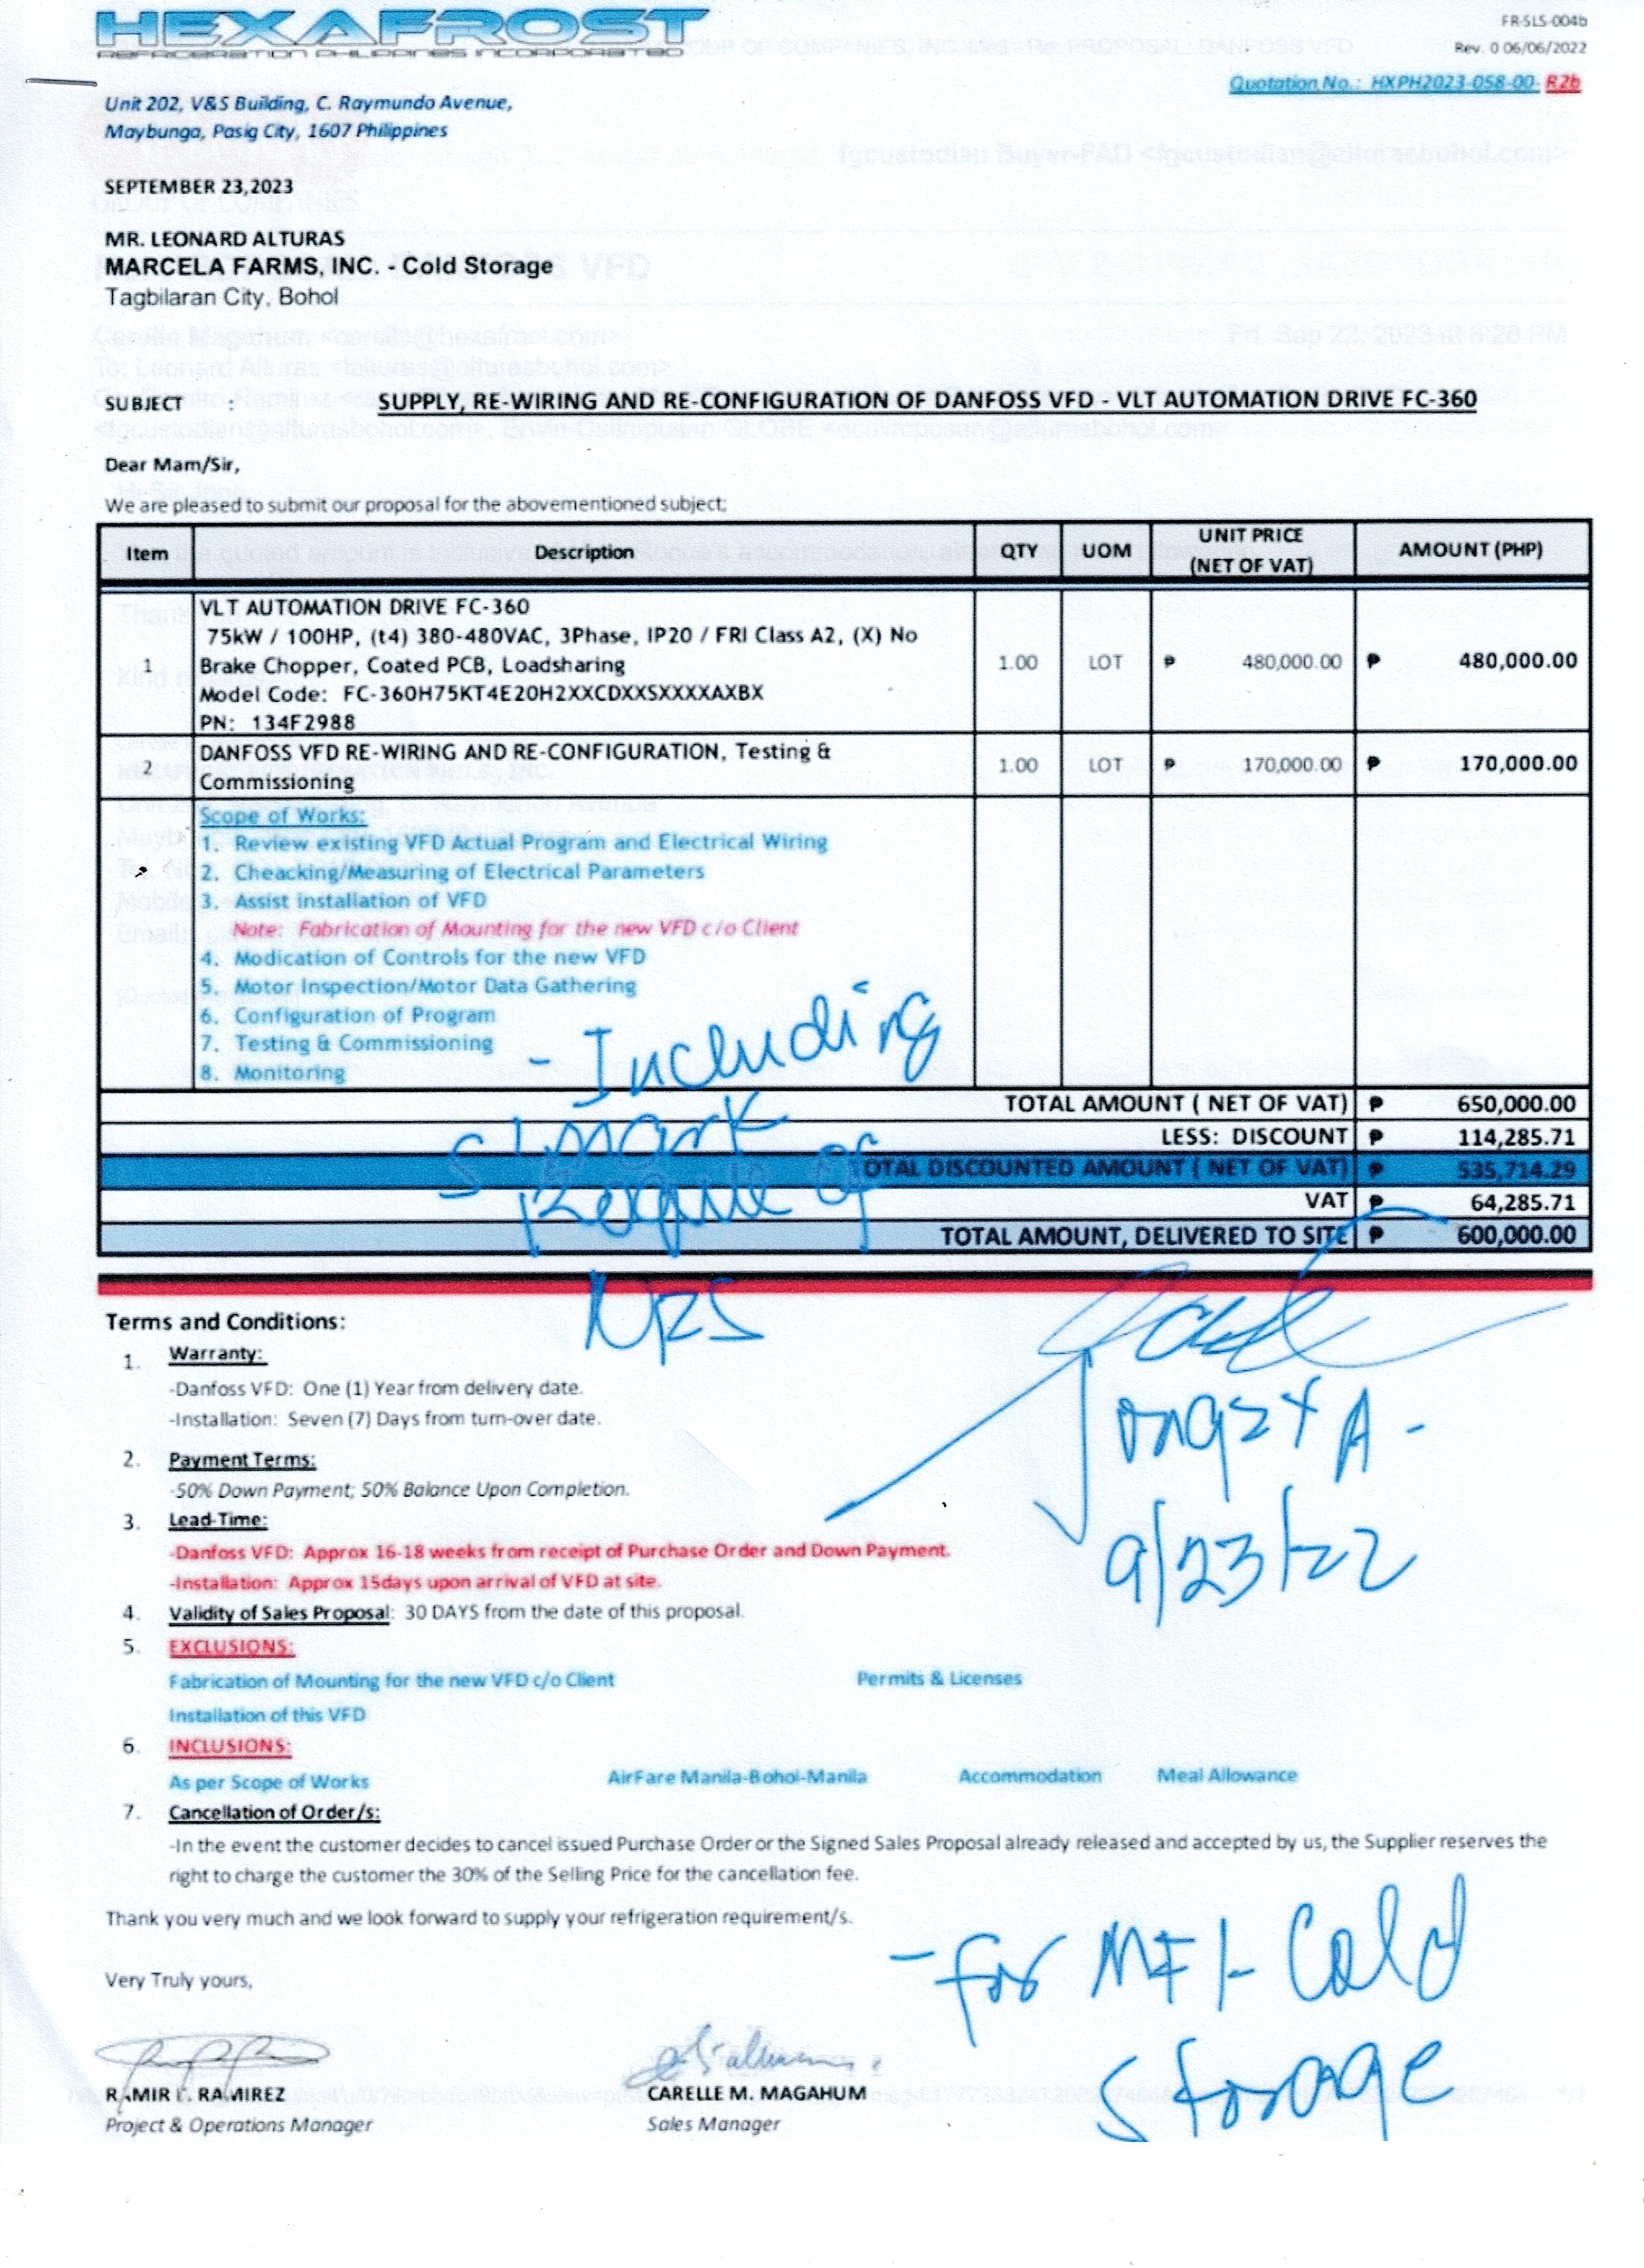 HEXAFROST
REFRIGERATION PHILIPPINES INCORPORATED
FR-SLS-004b
Rev. 0 06/06/2022
Quotation No.: HXPH2023-058-00- R2b
Unit 202, V&S Building, C. Raymundo Avenue,
Maybunga, Pasig City, 1607 Philippines
fgcustodian Buyer-FAD <fgcustodian@alturasbohol.com>
SEPTEMBER 23,2023
MR. LEONARD ALTURAS
MARCELA FARMS, INC. - Cold Storage
Tagbilaran City, Bohol
SUBJECT : SUPPLY, RE-WIRING AND RE-CONFIGURATION OF DANFOSS VFD - VLT AUTOMATION DRIVE FC-360
Dear Mam/Sir,
We are pleased to submit our proposal for the abovementioned subject;
Item Description QTY UOM UNIT PRICE (NET OF VAT) AMOUNT (PHP)
VLT AUTOMATION DRIVE FC-360
75kW / 100HP, (t4) 380-480VAC, 3Phase, IP20 / FRI Class A2, (X) No
1 Brake Chopper, Coated PCB, Loadsharing 1.00 LOT ₱ 480,000.00 ₱ 480,000.00
Model Code: FC-360H75KT4E20H2XXCDXXSXXXXAXBX
PN: 134F2988
2 DANFOSS VFD RE-WIRING AND RE-CONFIGURATION, Testing & 1.00 LOT ₱ 170,000.00 ₱ 170,000.00
Commissioning
Scope of Works:
1. Review existing VFD Actual Program and Electrical Wiring
2. Cheacking/Measuring of Electrical Parameters
3. Assist installation of VFD
Note: Fabrication of Mounting for the new VFD c/o Client
4. Modication of Controls for the new VFD
5. Motor Inspection/Motor Data Gathering
6. Configuration of Program
7. Testing & Commissioning
8. Monitoring
- Including
TOTAL AMOUNT ( NET OF VAT) ₱ 650,000.00
LESS: DISCOUNT ₱ 114,285.71
TOTAL DISCOUNTED AMOUNT ( NET OF VAT) ₱ 535,714.29
VAT ₱ 64,285.71
TOTAL AMOUNT, DELIVERED TO SITE ₱ 600,000.00
Terms and Conditions:
1. Warranty:
-Danfoss VFD: One (1) Year from delivery date.
-Installation: Seven (7) Days from turn-over date.
2. Payment Terms:
-50% Down Payment; 50% Balance Upon Completion.
3. Lead-Time:
-Danfoss VFD: Approx 16-18 weeks from receipt of Purchase Order and Down Payment.
-Installation: Approx 15days upon arrival of VFD at site.
9/23/22
4. Validity of Sales Proposal: 30 DAYS from the date of this proposal.
5. EXCLUSIONS:
Fabrication of Mounting for the new VFD c/o Client Permits & Licenses
Installation of this VFD
6. INCLUSIONS:
As per Scope of Works AirFare Manila-Bohol-Manila Accommodation Meal Allowance
7. Cancellation of Order/s:
-In the event the customer decides to cancel issued Purchase Order or the Signed Sales Proposal already released and accepted by us, the Supplier reserves the
right to charge the customer the 30% of the Selling Price for the cancellation fee.
Thank you very much and we look forward to supply your refrigeration requirement/s.
- for MFI- Cold
Storage
Very Truly yours,
RAMIR F. RAMIREZ CARELLE M. MAGAHUM
Project & Operations Manager Sales Manager